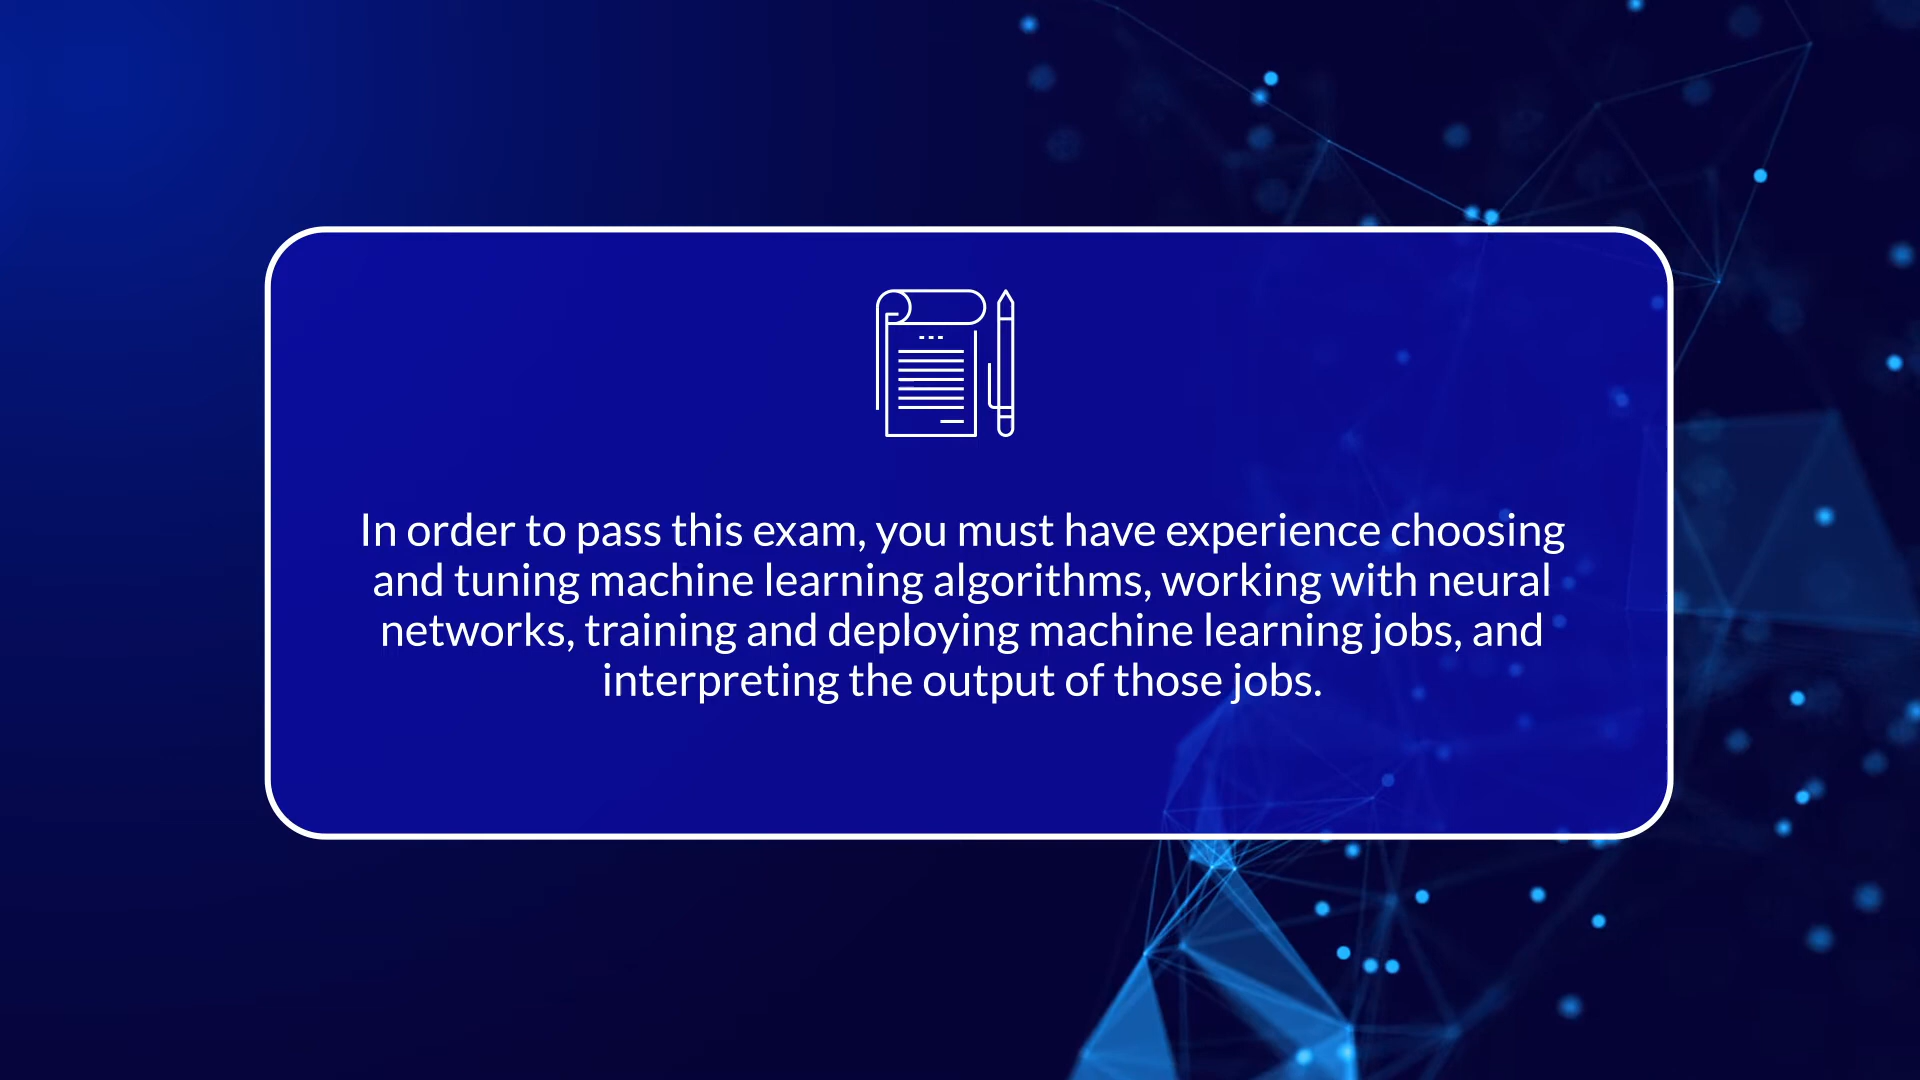 In order to pass this exam, you must have experience choosing
and tuning machine learning algorithms, working with neural
networks, training and deploying machine learning jobs, and
interpreting the output of those jobs.